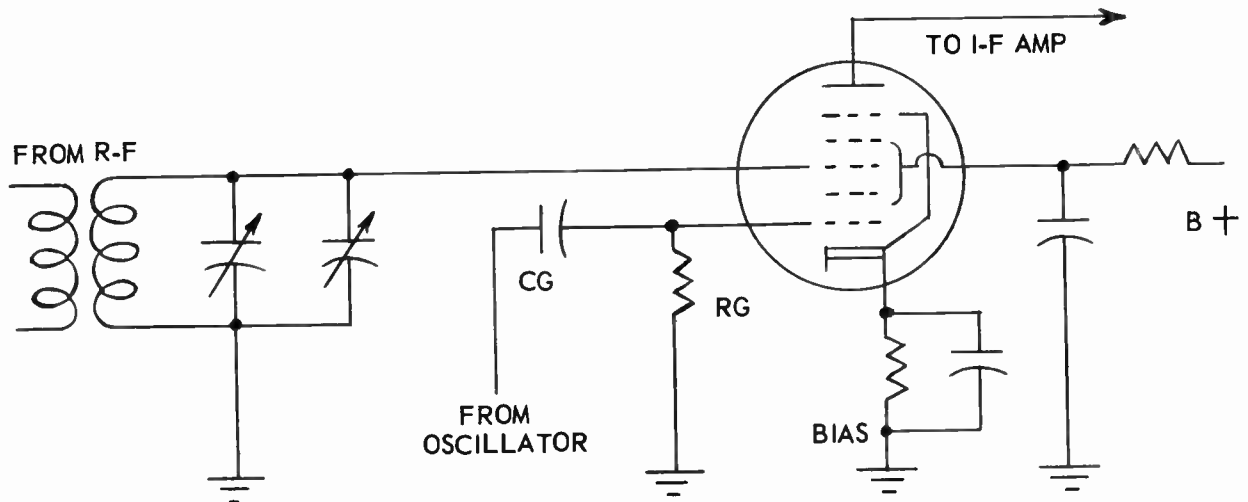 TO I-F AMP
FROM R-F
B +
CG
RG
FROM
OSCILLATOR
BIAS